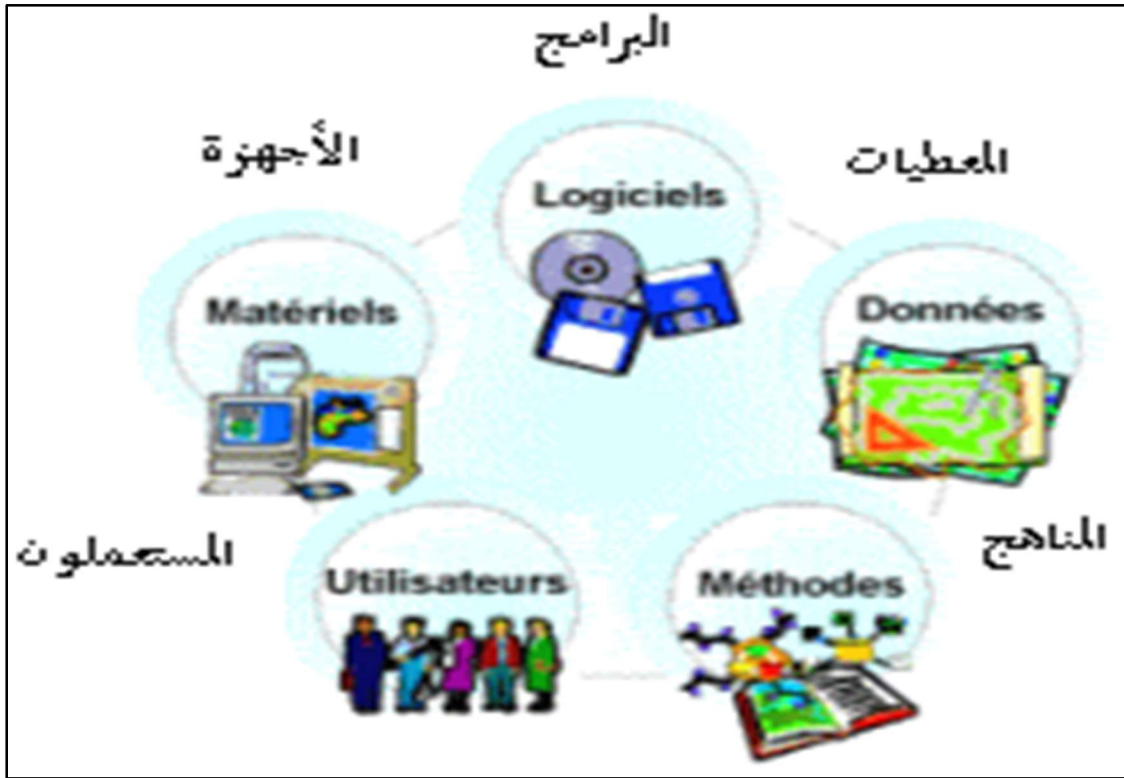 البرامج
الأجهزة
المعطيات
Logiciels
Matériels
Données
المستعملون
المناهج
Utilisateurs
Méthodes